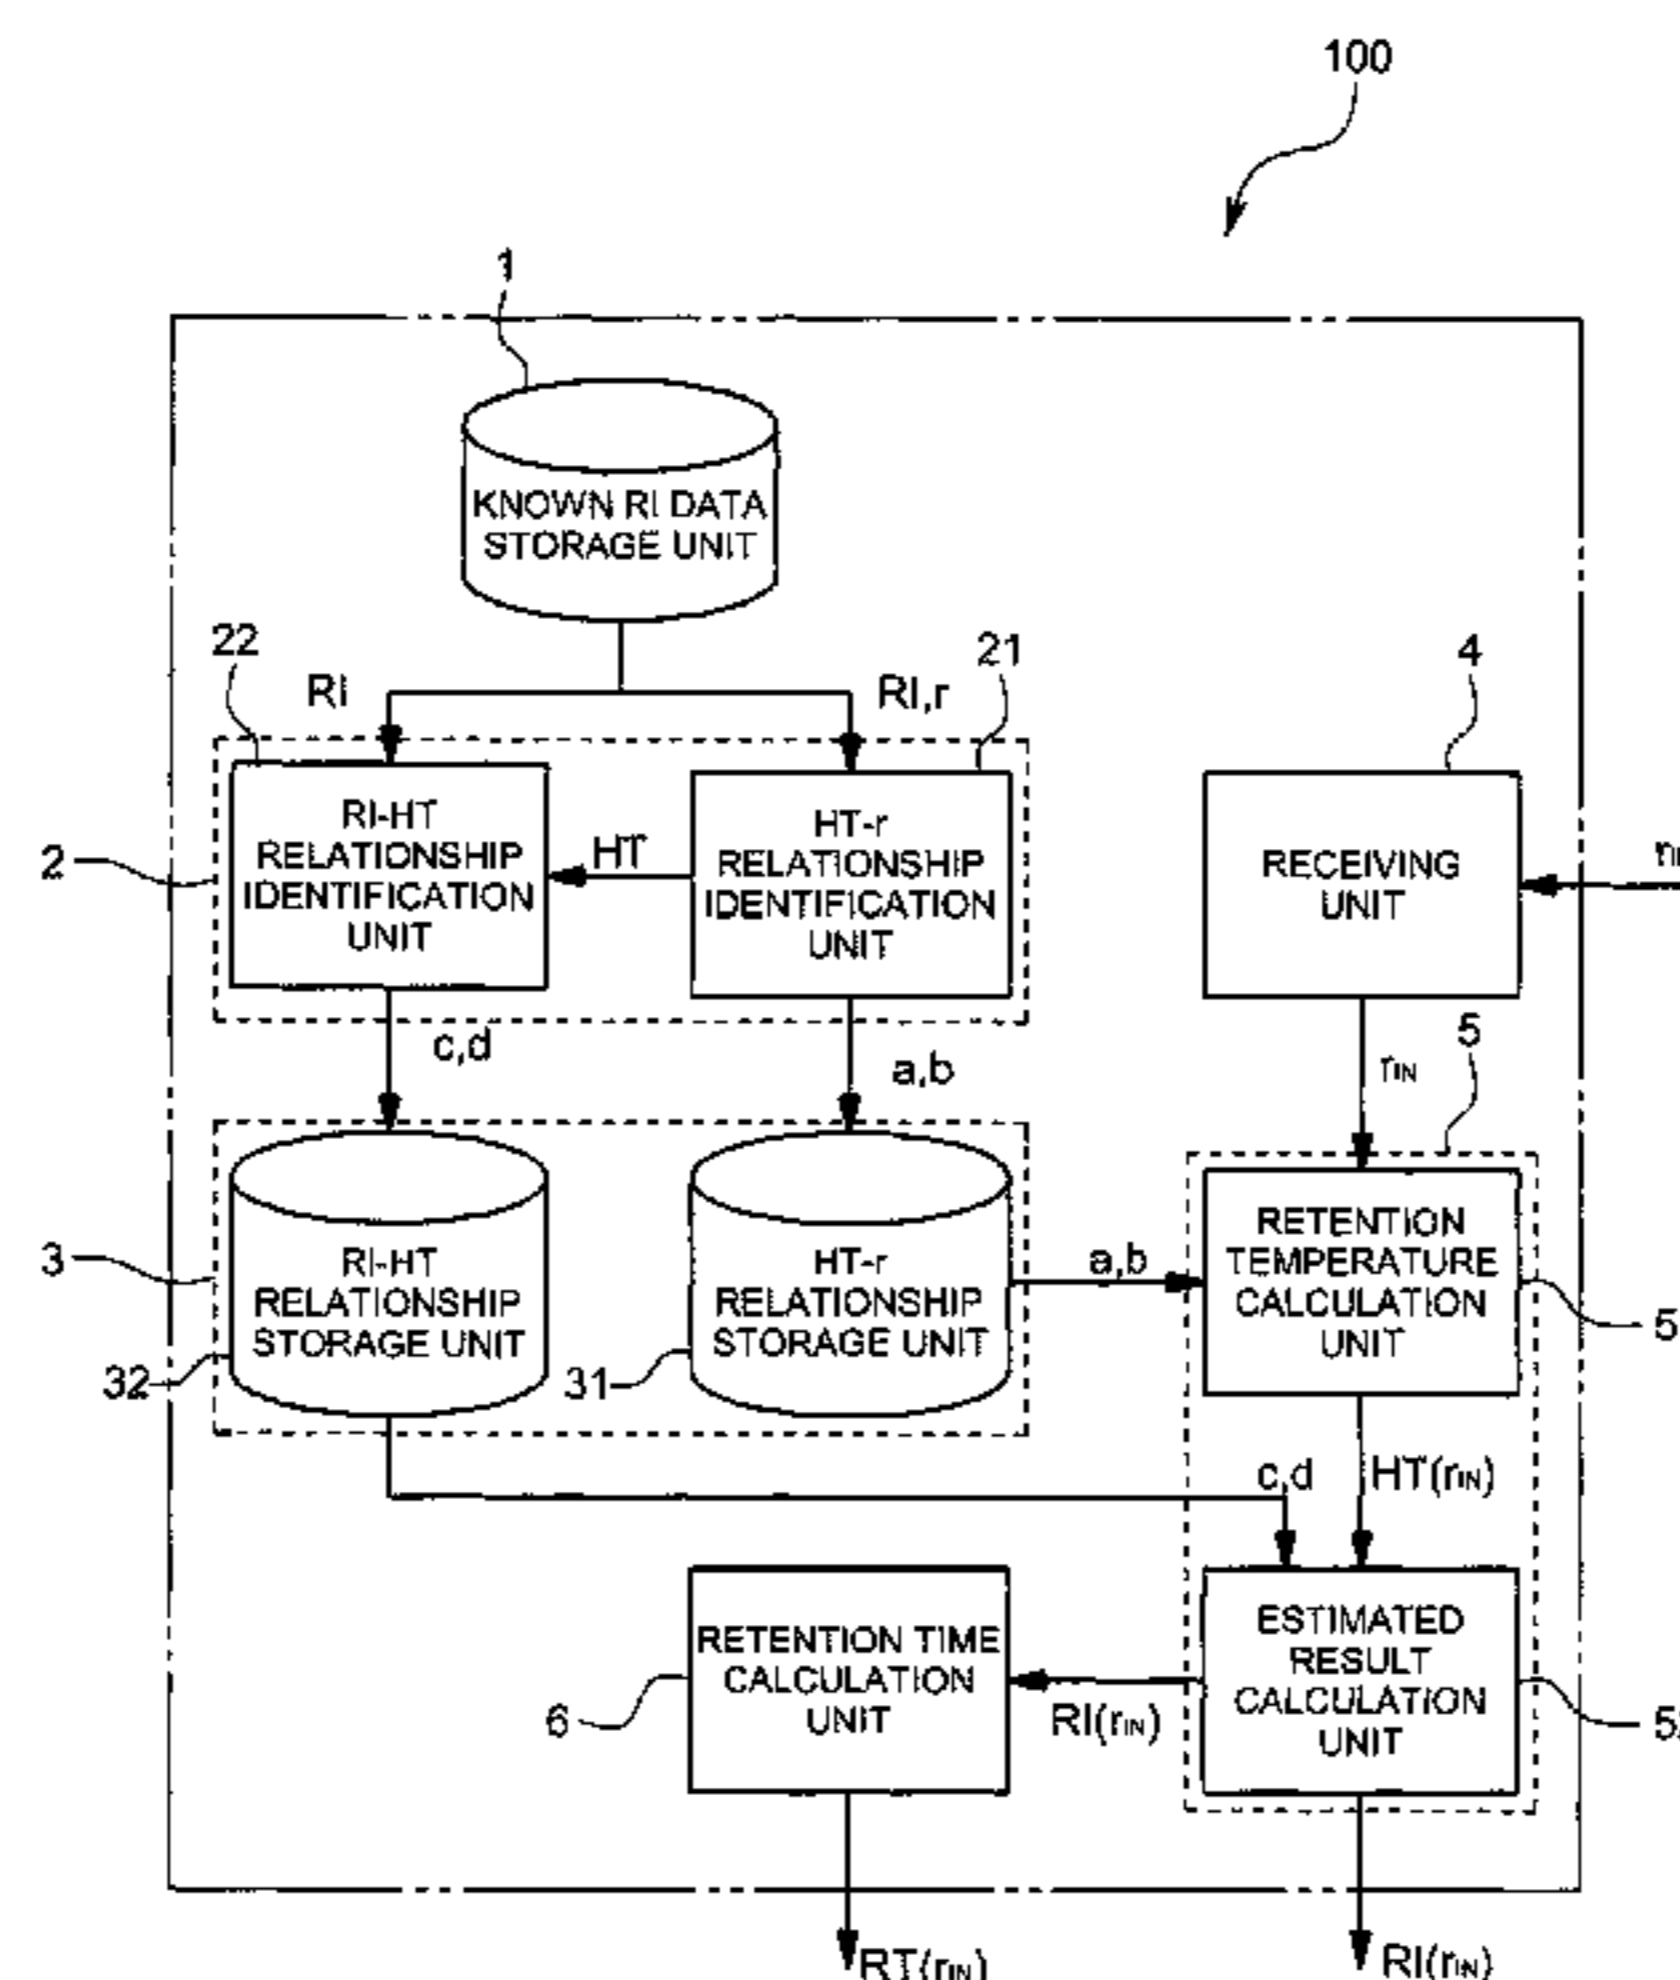 100
1
KNOWN RI DATA
STORAGE UNIT
22
RI
RI,r
21
4
2
RI-HT
RELATIONSHIP
IDENTIFICATION
UNIT
HT
HT-r
RELATIONSHIP
IDENTIFICATION
UNIT
RECEIVING
UNIT
c,d
a,b
rIN
5
3
RI-HT
RELATIONSHIP
STORAGE UNIT
32
HT-r
RELATIONSHIP
STORAGE UNIT
31
a,b
RETENTION
TEMPERATURE
CALCULATION
UNIT
c,d
HT(rIN)
RETENTION TIME
CALCULATION
UNIT
6
RI(rIN)
ESTIMATED
RESULT
CALCULATION
UNIT
RT(rIN)
RI(rIN)